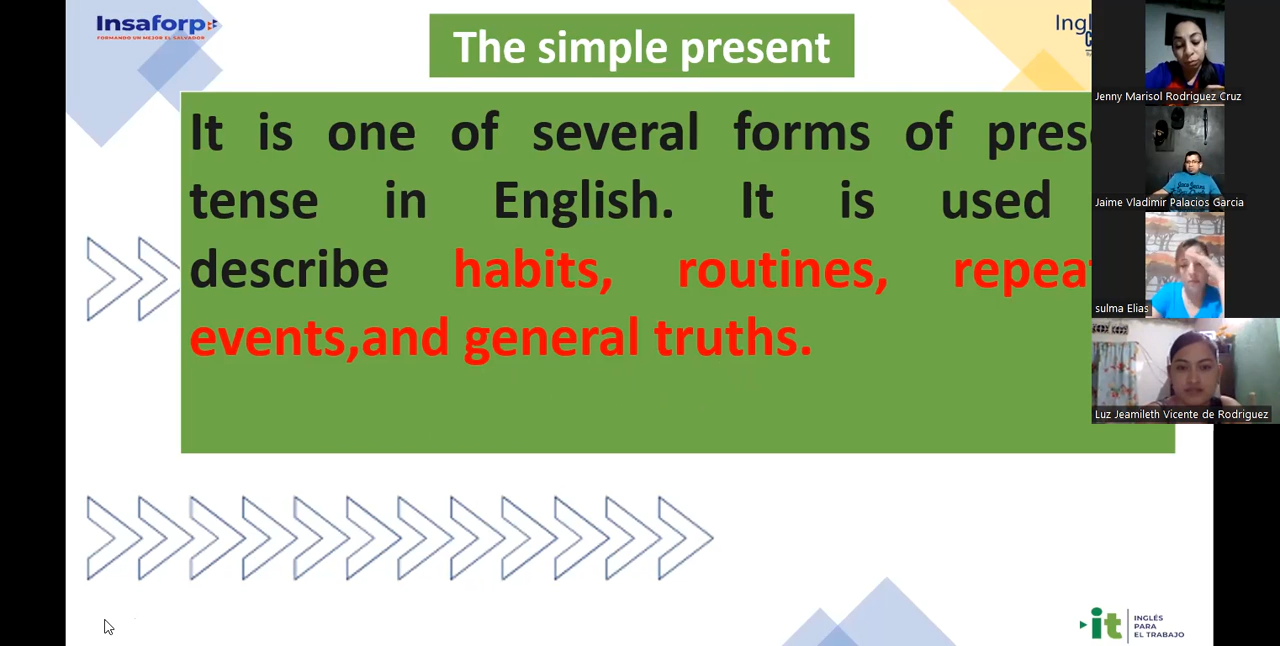 Insaforp
FORMANDO UN MEJOR EL SALVADOR
The simple present
It is one of several forms of
tense in English. It is used
describe habits, routines,
events,and general truths.
Jenny Marisol Rodriguez Cruz
Jaime Vladimir Palacios Garcia
sulma Elias
Luz Jeamileth Vicente de Rodriguez
it
INGLÉS
PARA
EL TRABAJO